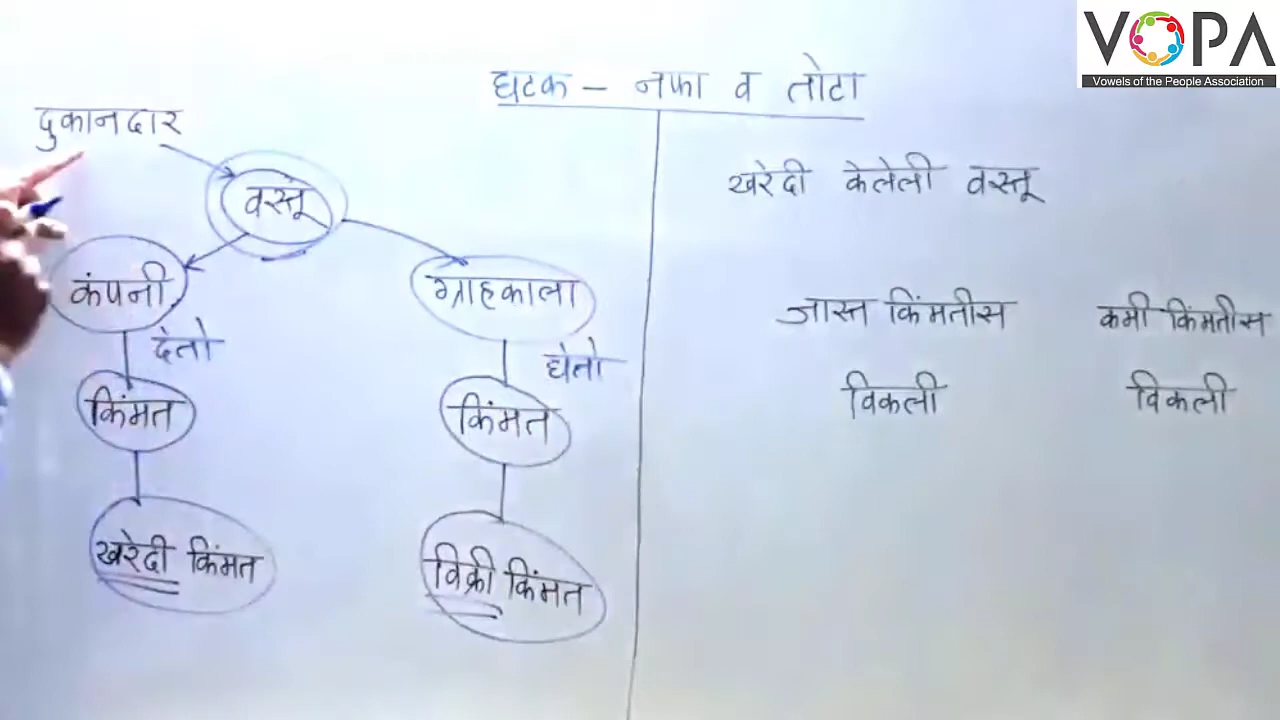 VOPA
Vowels of the People Association
घटक – नफा व तोटा
दुकानदार
वस्तू
कंपनी
देतो
किंमत
खरेदी किंमत
ग्राहकाला
घेतो
किंमत
विक्री किंमत
खरेदी केलेली वस्तू
जास्त किंमतीस
विकली
कमी किंमतीस
विकली